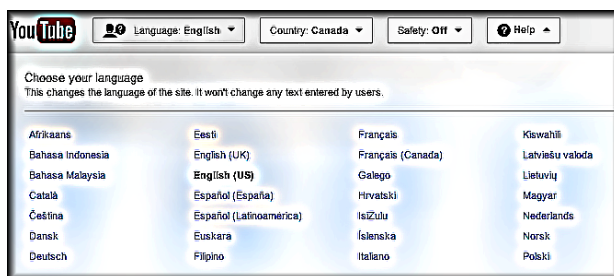 YouTube Language: English Country: Canada Safety: Off Help
Choose your language
This changes the language of the site. It won't change any text entered by users.
Afrikaans Eesti Français Kiswahili
Bahasa Indonesia English (UK) Français (Canada) Latviešu valoda
Bahasa Malaysia English (US) Galego Lietuvių
Català Español (España) Hrvatski Magyar
Čeština Español (Latinoamérica) IsiZulu Nederlands
Dansk Euskara Íslenska Norsk
Deutsch Filipino Italiano Polski